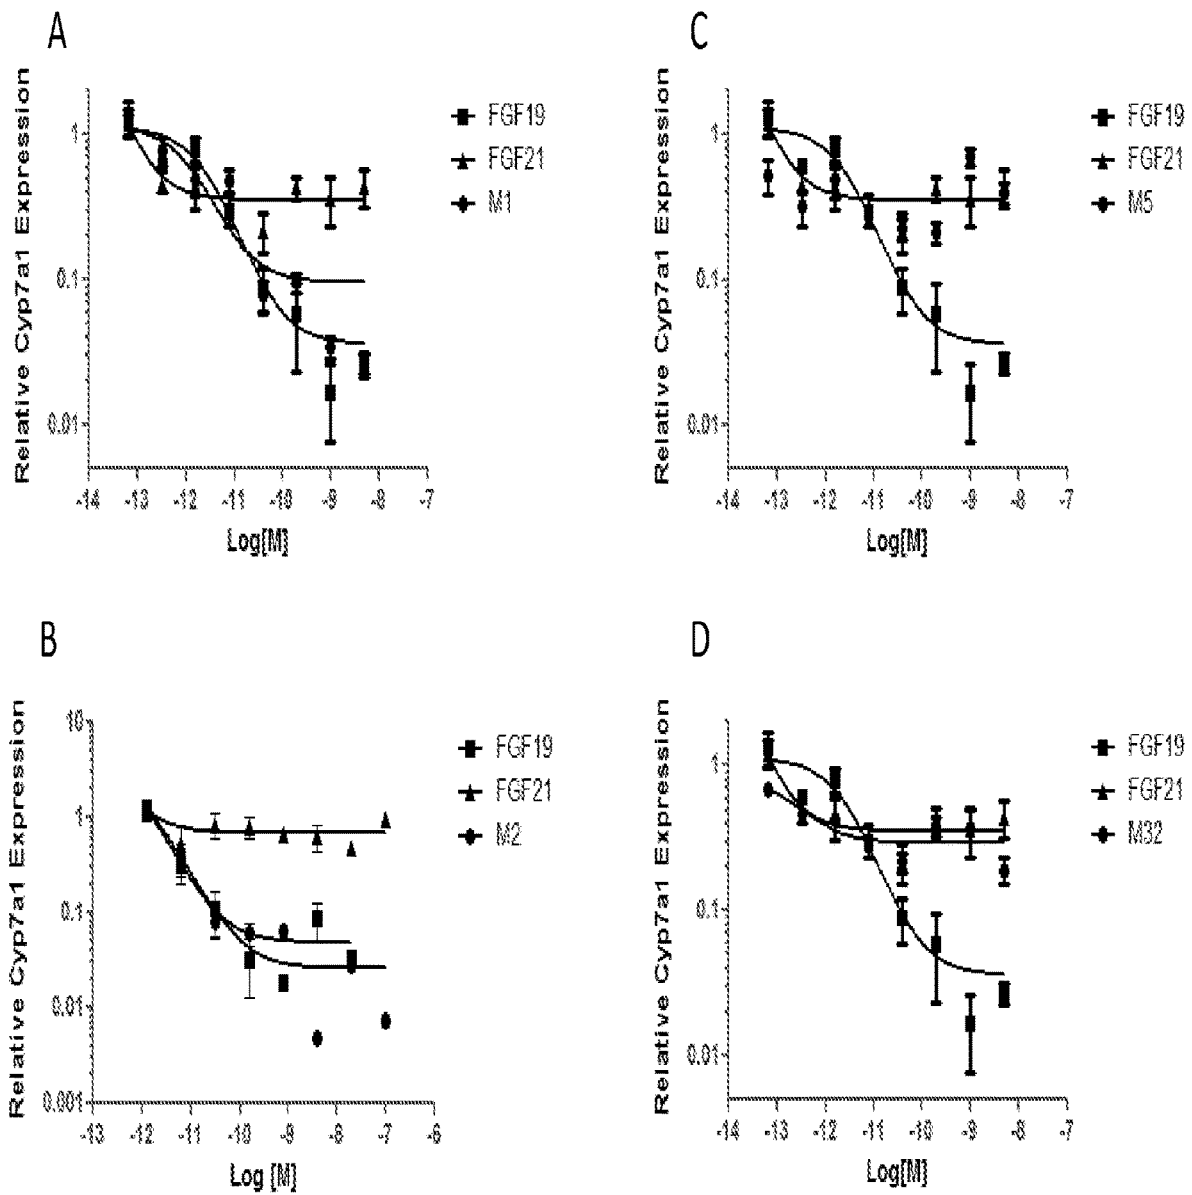 A
Relative Cyp7a1 Expression
1
0.1
0.01
-14 -13 -12 -11 -10 -9 -8 -7
Log[M]
FGF19
FGF21
M1
C
Relative Cyp7a1 Expression
1
0.1
0.01
-14 -13 -12 -11 -10 -9 -8 -7
Log[M]
FGF19
FGF21
M5
B
Relative Cyp7a1 Expression
10
1
0.1
0.01
0.001
-13 -12 -11 -10 -9 -8 -7 -6
Log [M]
FGF19
FGF21
M2
D
Relative Cyp7a1 Expression
1
0.1
0.01
-14 -13 -12 -11 -10 -9 -8 -7
Log[M]
FGF19
FGF21
M32